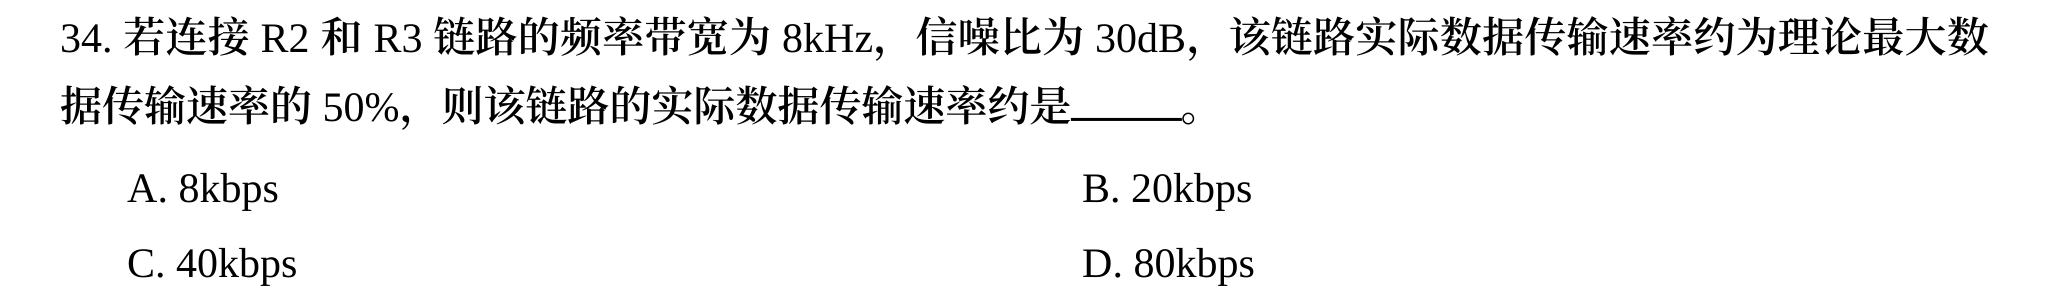 34. 若连接 R2 和 R3 链路的频率带宽为 8kHz，信噪比为 30dB，该链路实际数据传输速率约为理论最大数
据传输速率的 50%，则该链路的实际数据传输速率约是_____。
A. 8kbps B. 20kbps
C. 40kbps D. 80kbps